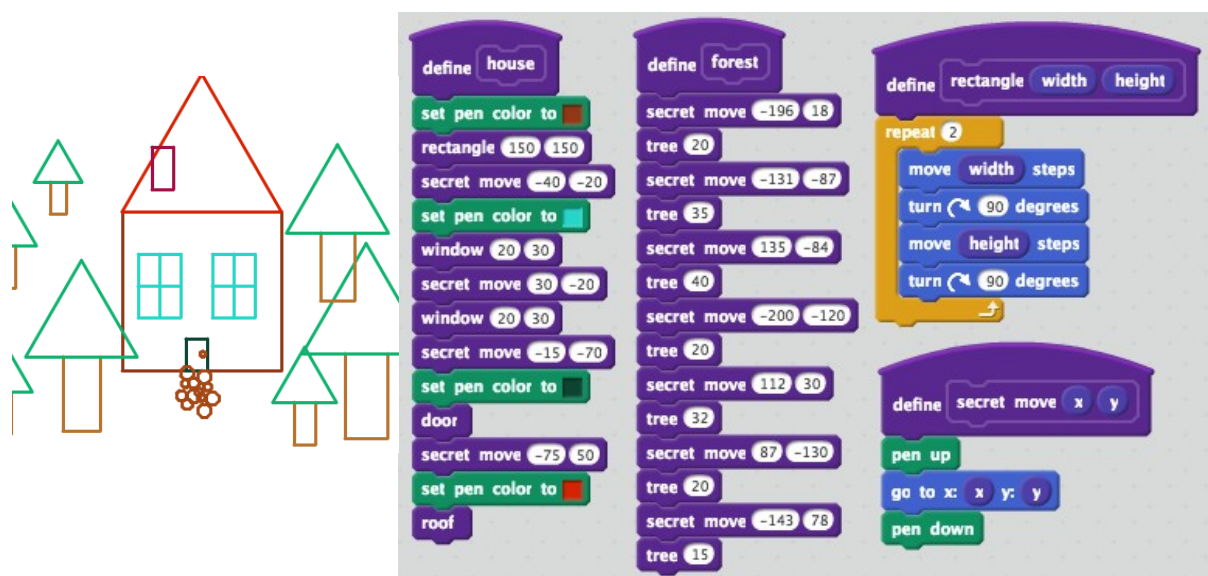 define house
set pen color to
rectangle 150 150
secret move -40 -20
set pen color to
window 20 30
secret move 30 -20
window 20 30
secret move -15 -70
set pen color to
door
secret move -75 50
set pen color to
roof
define forest
secret move -196 18
tree 20
secret move -131 -87
tree 35
secret move 135 -84
tree 40
secret move -200 -120
tree 20
secret move 112 30
tree 32
secret move 87 -130
tree 20
secret move -143 78
tree 15
define rectangle width height
repeat 2
move width steps
turn 90 degrees
move height steps
turn 90 degrees
define secret move x y
pen up
go to x: x y: y
pen down